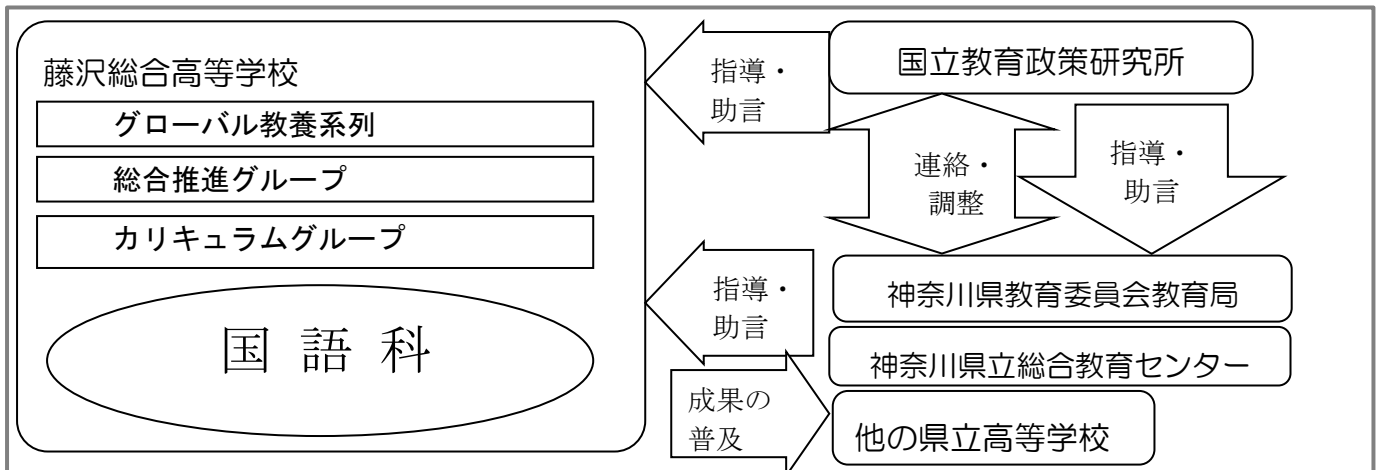 藤沢総合高等学校
グローバル教養系列
総合推進グループ
カリキュラムグループ
国 語 科
指導・
助言
国立教育政策研究所
連絡・
調整
指導・
助言
指導・
助言
神奈川県教育委員会教育局
神奈川県立総合教育センター
成果の
普及
他の県立高等学校